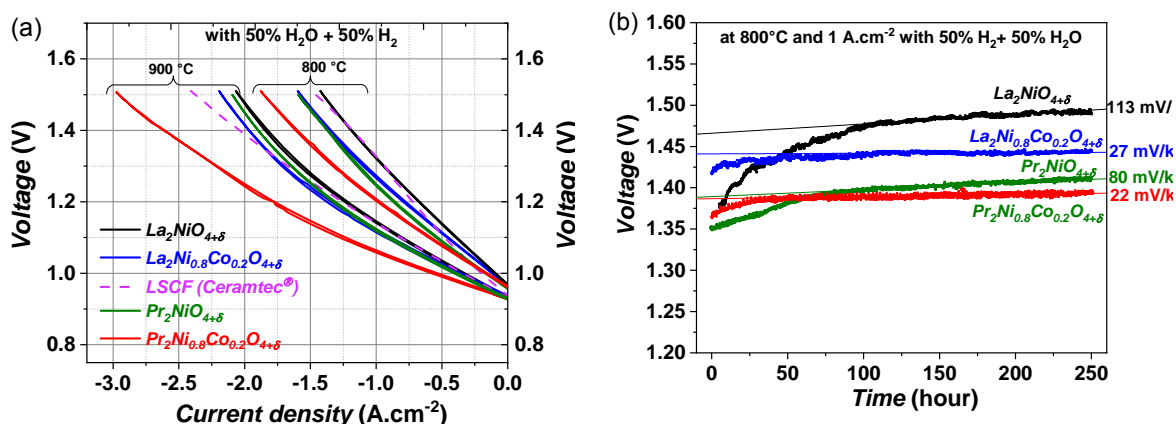 (a)
with 50% H₂O + 50% H₂
900 °C
800 °C
Voltage (V)
1.6
1.4
1.2
1.0
0.8
La₂NiO₄₊δ
La₂Ni₀.₈Co₀.₂O₄₊δ
LSCF (Ceramtec®)
Pr₂NiO₄₊δ
Pr₂Ni₀.₈Co₀.₂O₄₊δ
-3.0 -2.5 -2.0 -1.5 -1.0 -0.5 0.0
Current density (A.cm⁻²)
Voltage (V)
1.6
1.4
1.2
1.0
0.8
(b)
at 800°C and 1 A.cm⁻² with 50% H₂+ 50% H₂O
Voltage (V)
1.60
1.55
1.50
1.45
1.40
1.35
1.30
1.25
1.20
La₂NiO₄₊δ
113 mV/
La₂Ni₀.₈Co₀.₂O₄₊δ
27 mV/k
Pr₂NiO₄₊δ
80 mV/k
22 mV/k
Pr₂Ni₀.₈Co₀.₂O₄₊δ
0 50 100 150 200 250
Time (hour)